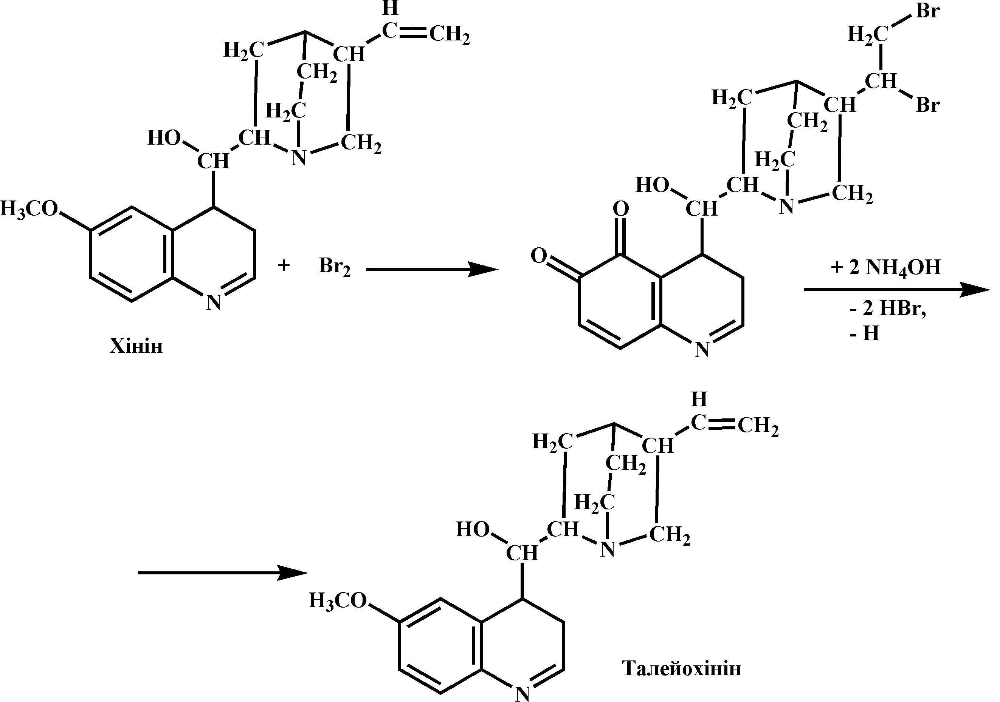 H
C
CH2
H2C
CH
CH2
H2C
HO
CH
CH
N
CH2
H3CO
N
+ Br2
Хінін
Br
H2C
CH
Br
H2C
CH
CH2
H2C
HO
CH
CH
N
CH2
O
O
N
+ 2 NH4OH
- 2 HBr,
- H
H
C
CH2
H2C
CH
CH2
H2C
HO
CH
CH
N
CH2
H3CO
N
Талейохінін